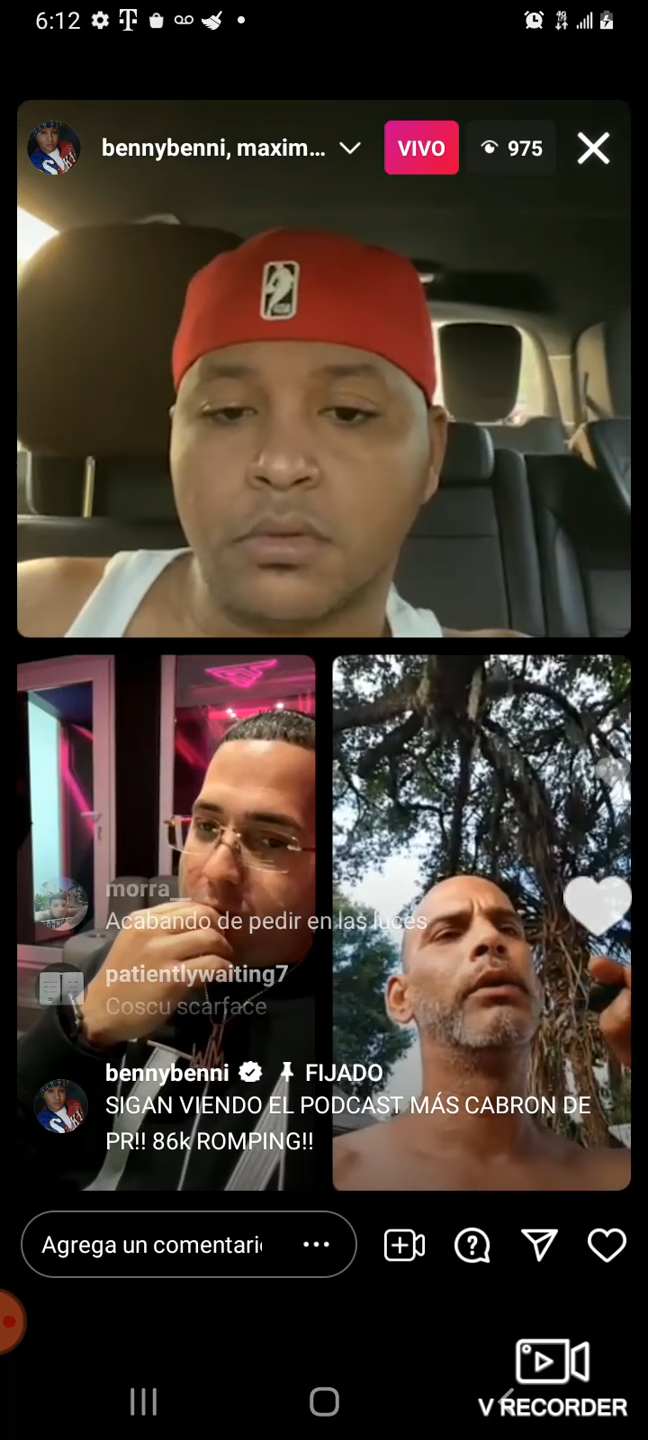 6:12
bennybenni, maxim...
VIVO
975
morra__
Acabando de pedir en las luces
patientlywaiting7
Coscu scarface
bennybenni FIJADO
SIGAN VIENDO EL PODCAST MÁS CABRON DE
PR!! 86k ROMPING!!
Agrega un comentari
V RECORDER